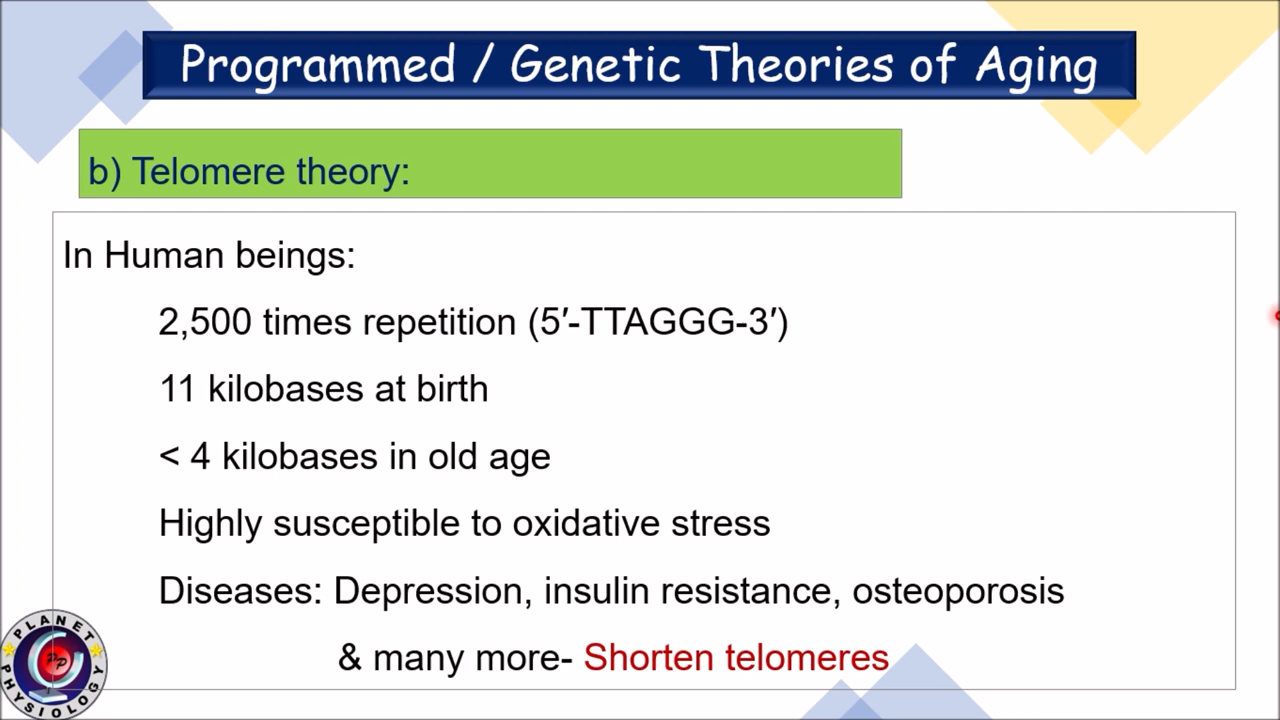 Programmed / Genetic Theories of Aging
b) Telomere theory:
In Human beings:
2,500 times repetition (5′-TTAGGG-3′)
11 kilobases at birth
< 4 kilobases in old age
Highly susceptible to oxidative stress
Diseases: Depression, insulin resistance, osteoporosis
& many more- Shorten telomeres
PLANET
PP
PHYSIOLOGY